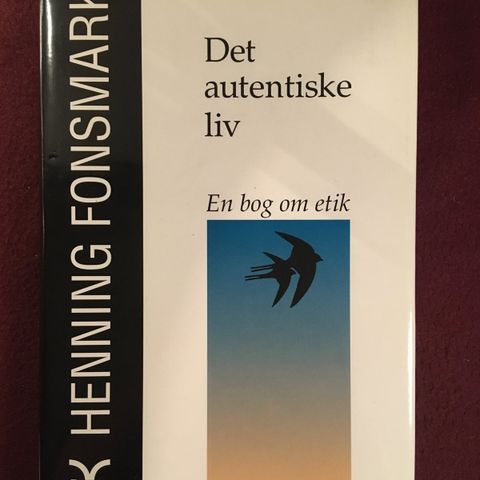 HENNING FONSMARK
Det
autentiske
liv
En bog om etik